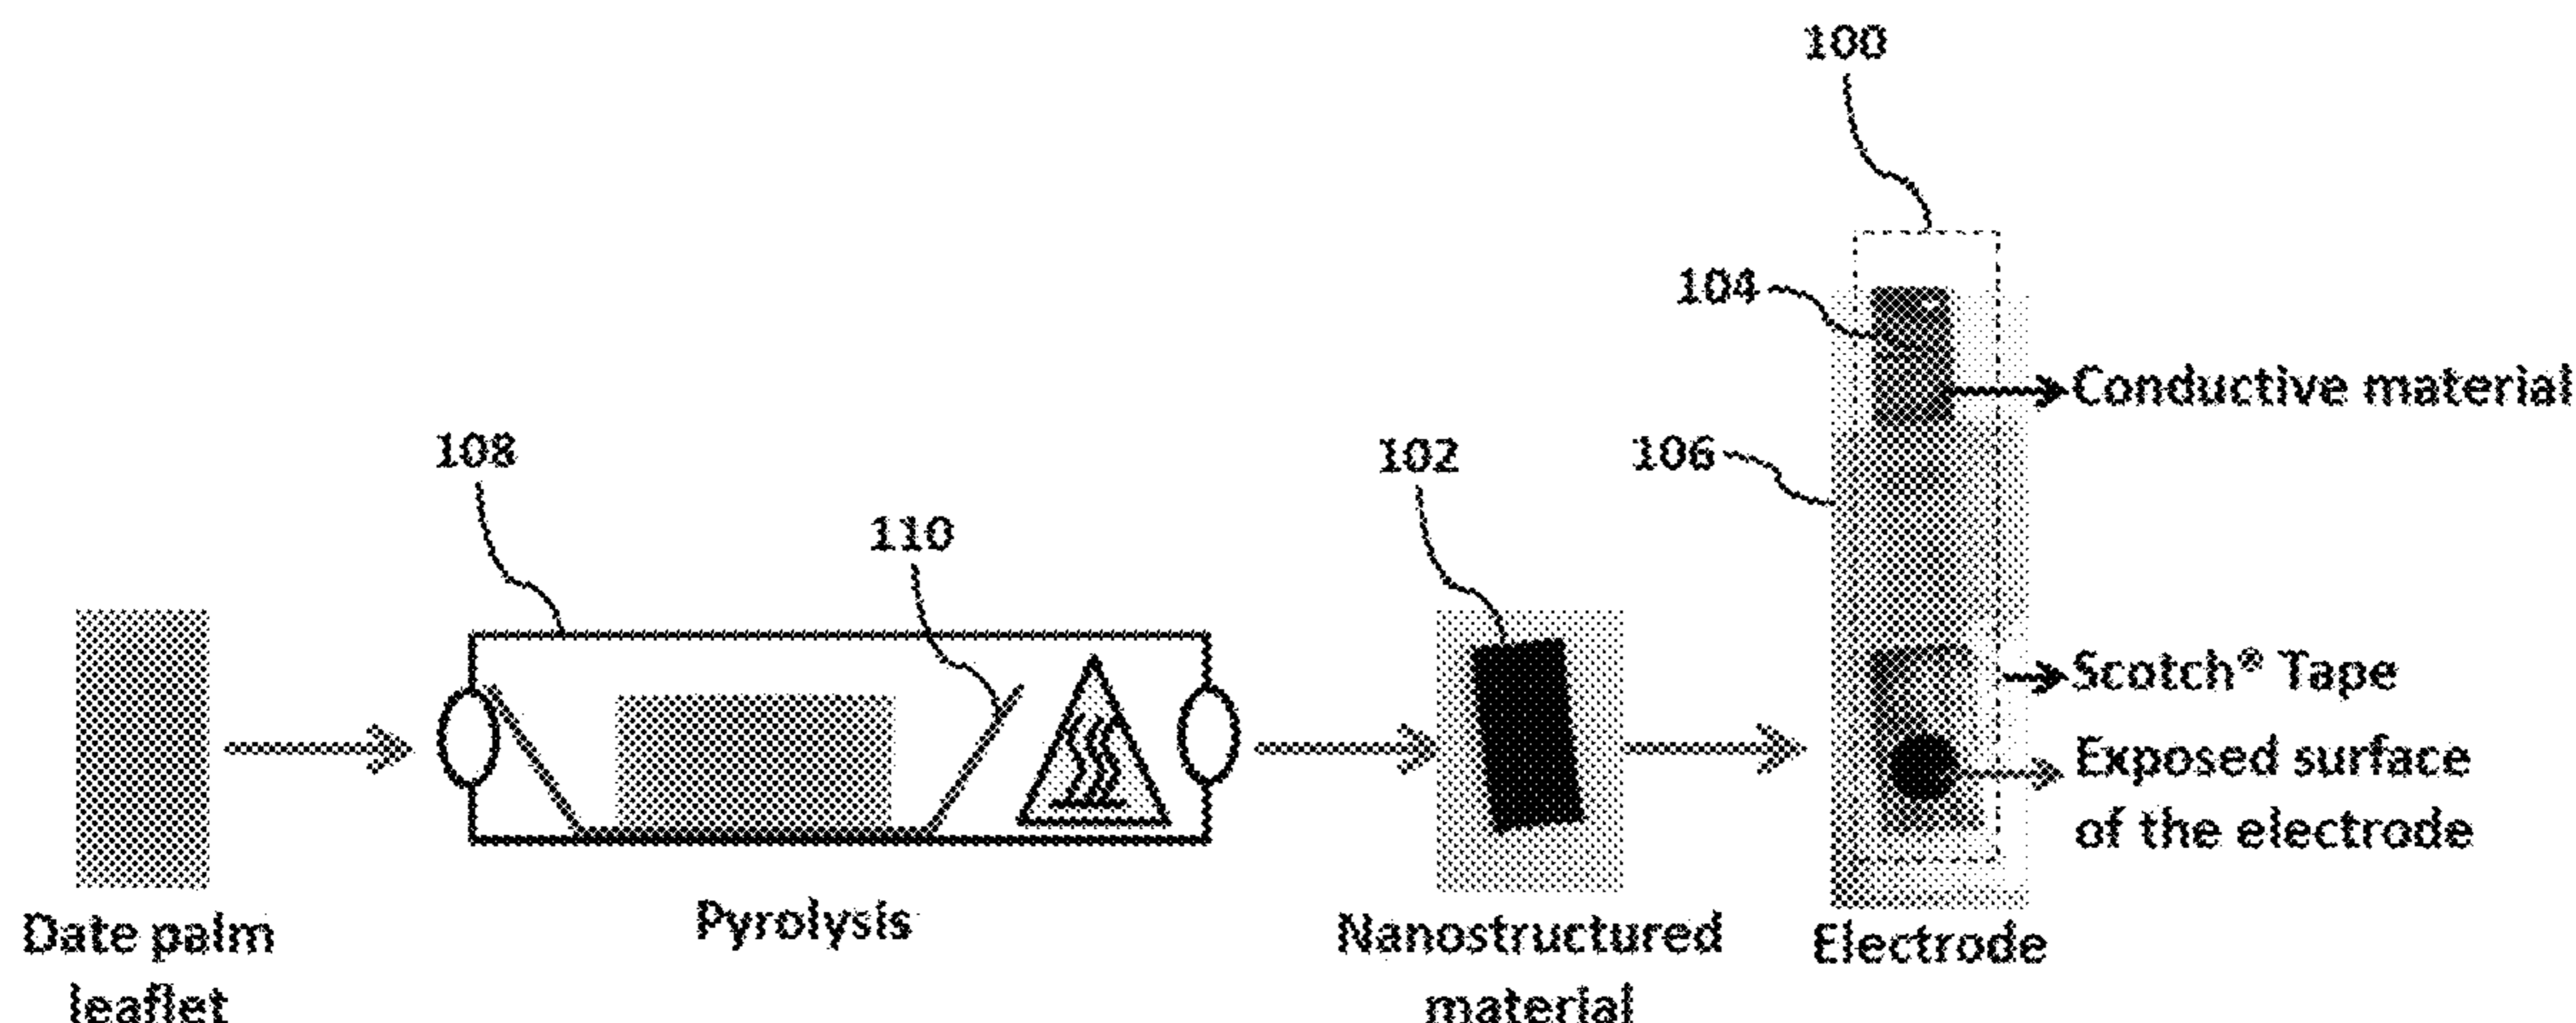 100
104
Conductive material
108
102
106
110
Scotch® Tape
Exposed surface
of the electrode
Date palm
leaflet
Pyrolysis
Nanostructured
material
Electrode